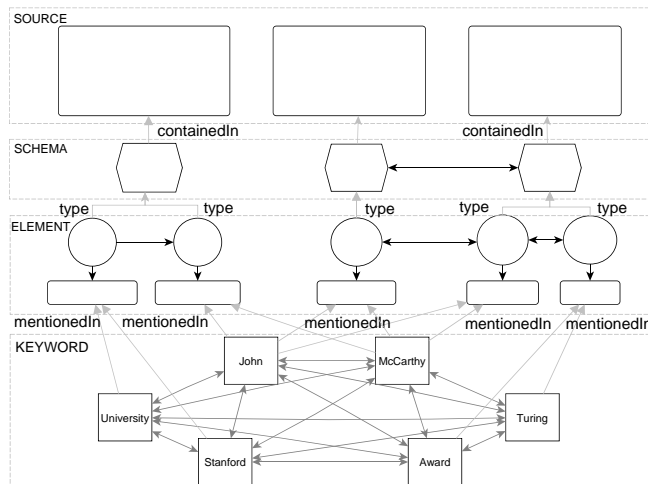 SOURCE
containedIn containedIn
SCHEMA
type type type type type
ELEMENT
mentionedIn mentionedIn mentionedIn mentionedIn mentionedIn
KEYWORD
John McCarthy
University Turing
Stanford Award